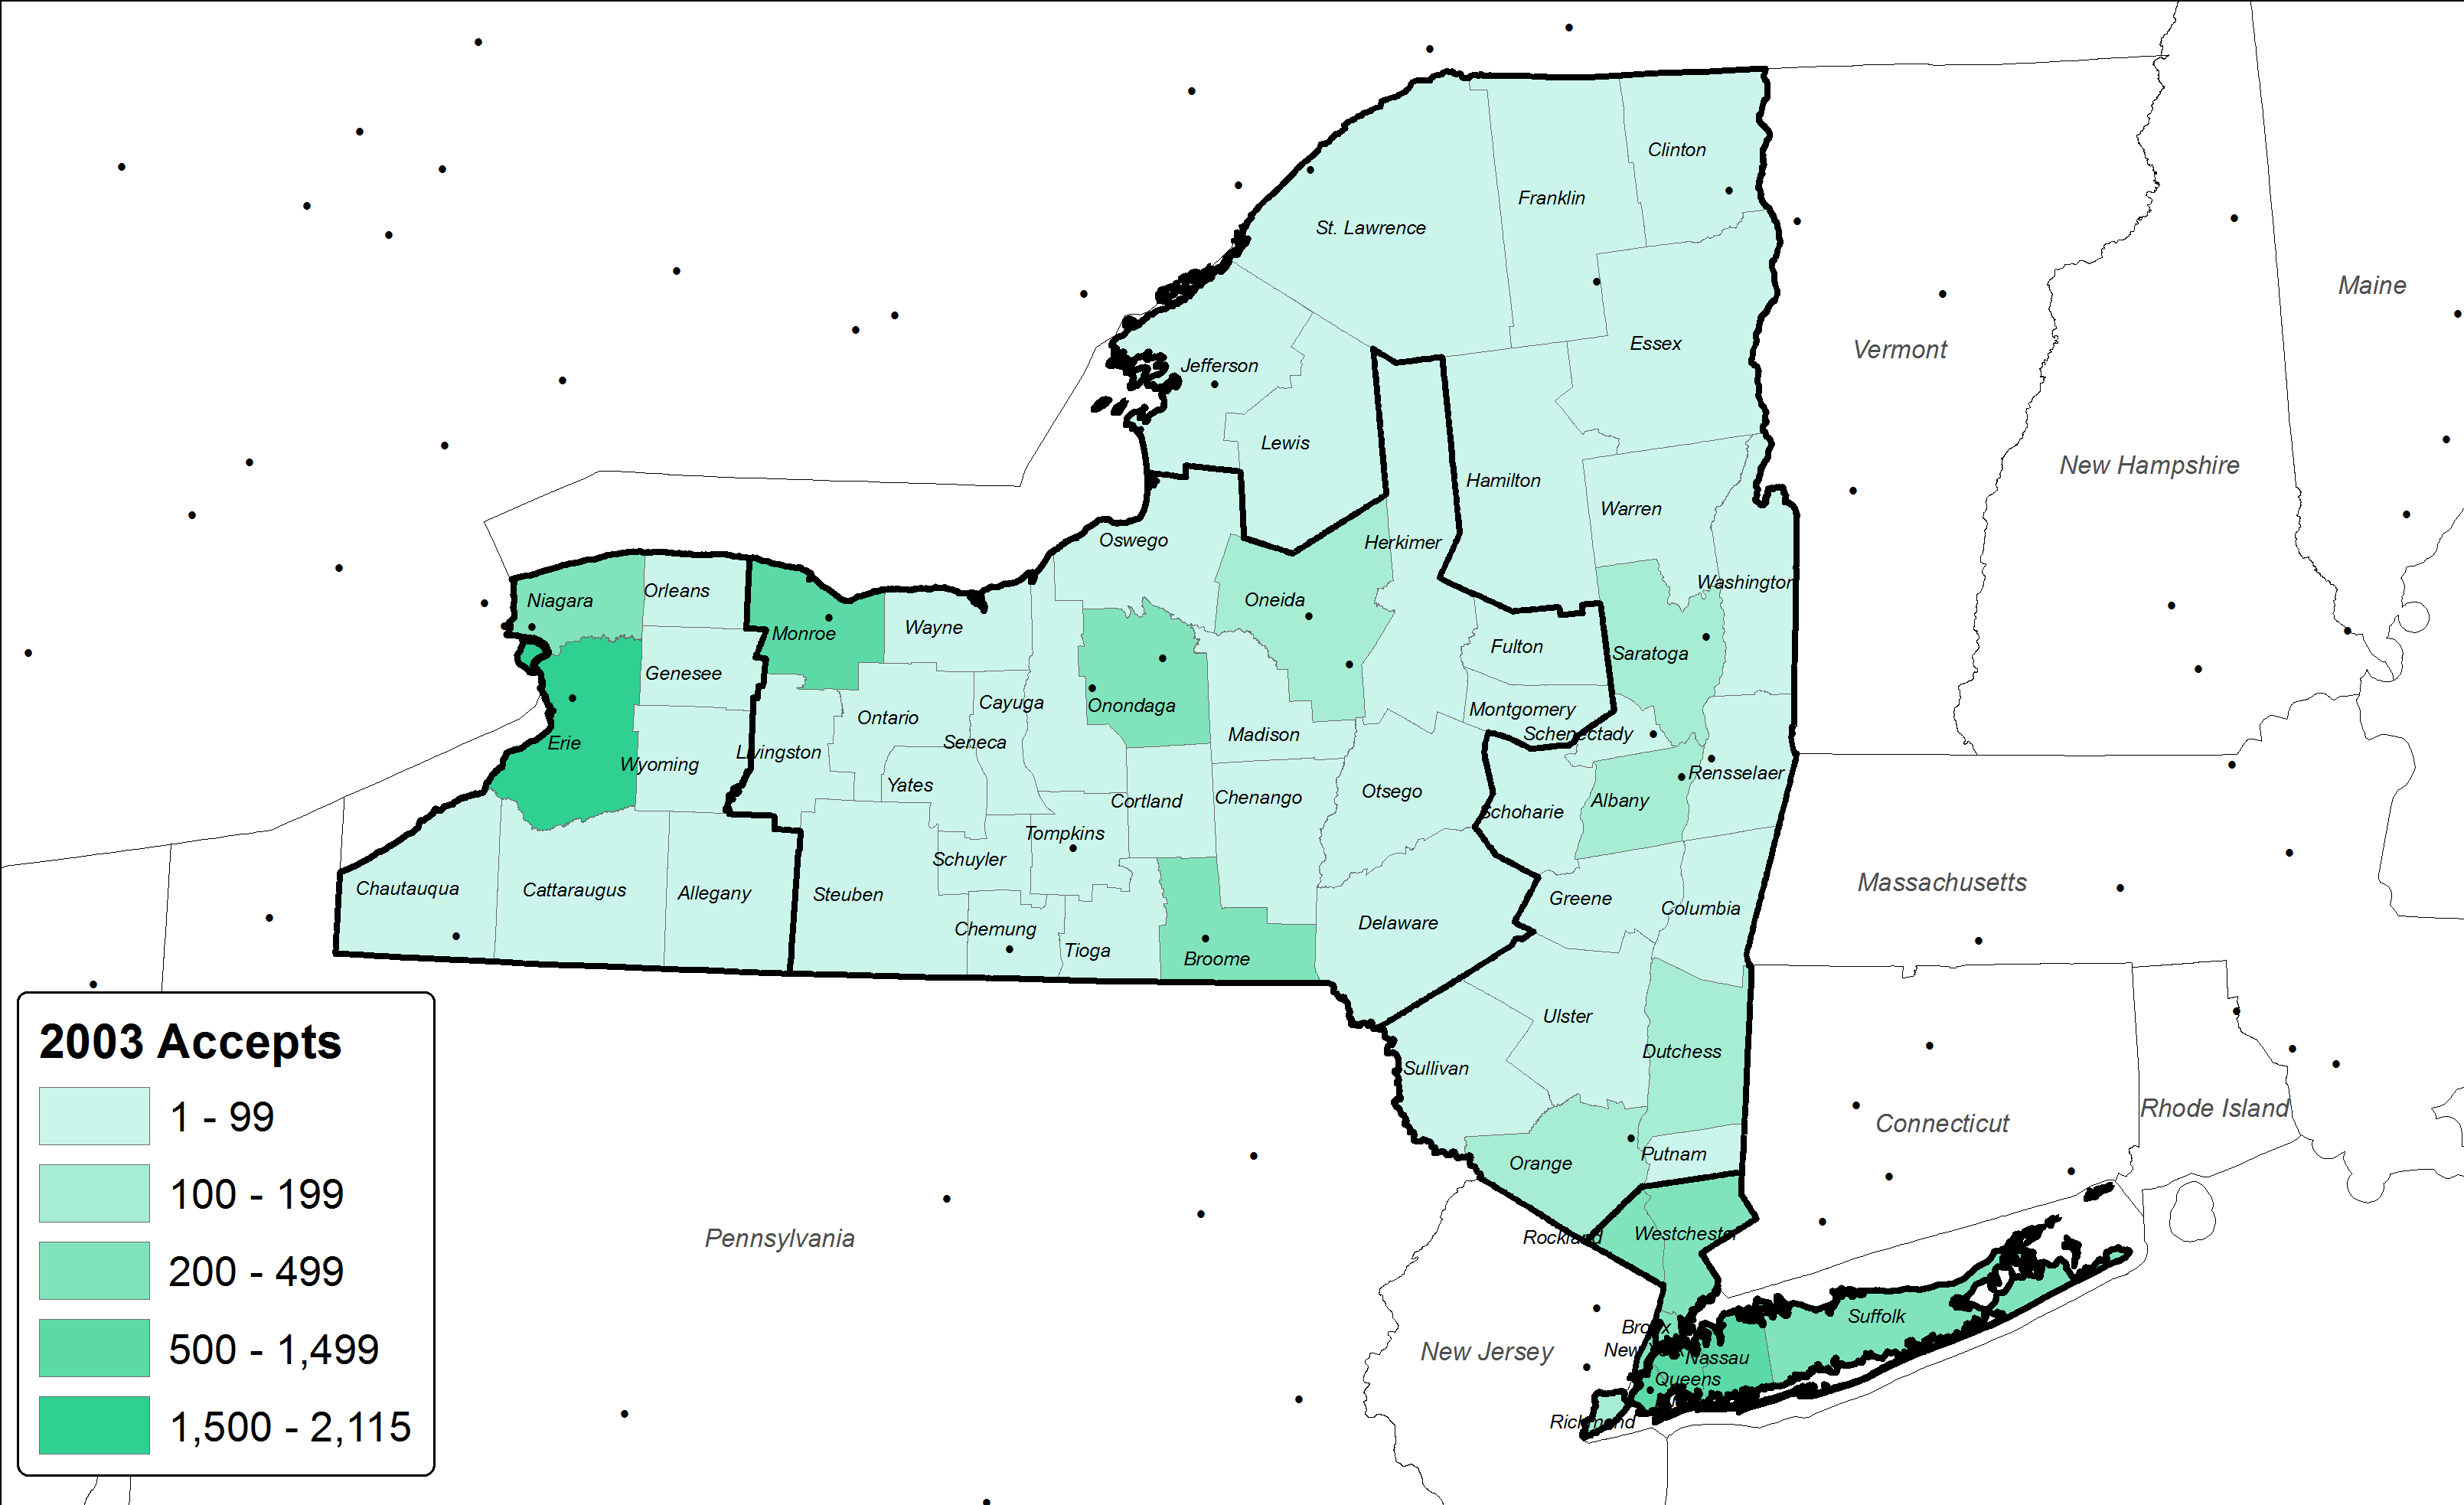 Clinton
Franklin
St. Lawrence
Maine
Essex
Vermont
Jefferson
Lewis
New Hampshire
Hamilton
Warren
Oswego
Herkimer
Washington
Niagara
Orleans
Oneida
Monroe
Wayne
Fulton
Saratoga
Genesee
Cayuga
Onondaga
Montgomery
Ontario
Schenectady
Madison
Seneca
Erie
Livingston
Wyoming
Rensselaer
Yates
Otsego
Chenango
Cortland
Albany
Schoharie
Tompkins
Schuyler
Massachusetts
Chautauqua
Cattaraugus
Allegany
Steuben
Greene
Columbia
Delaware
Chemung
Tioga
Broome
Ulster
2003 Accepts
1 - 99
100 - 199
200 - 499
500 - 1,499
1,500 - 2,115
Dutchess
Sullivan
Rhode Island
Connecticut
Putnam
Orange
Westchester
Rockland
Pennsylvania
Suffolk
Bronx
New
New Jersey
Nassau
Queens
Richmond